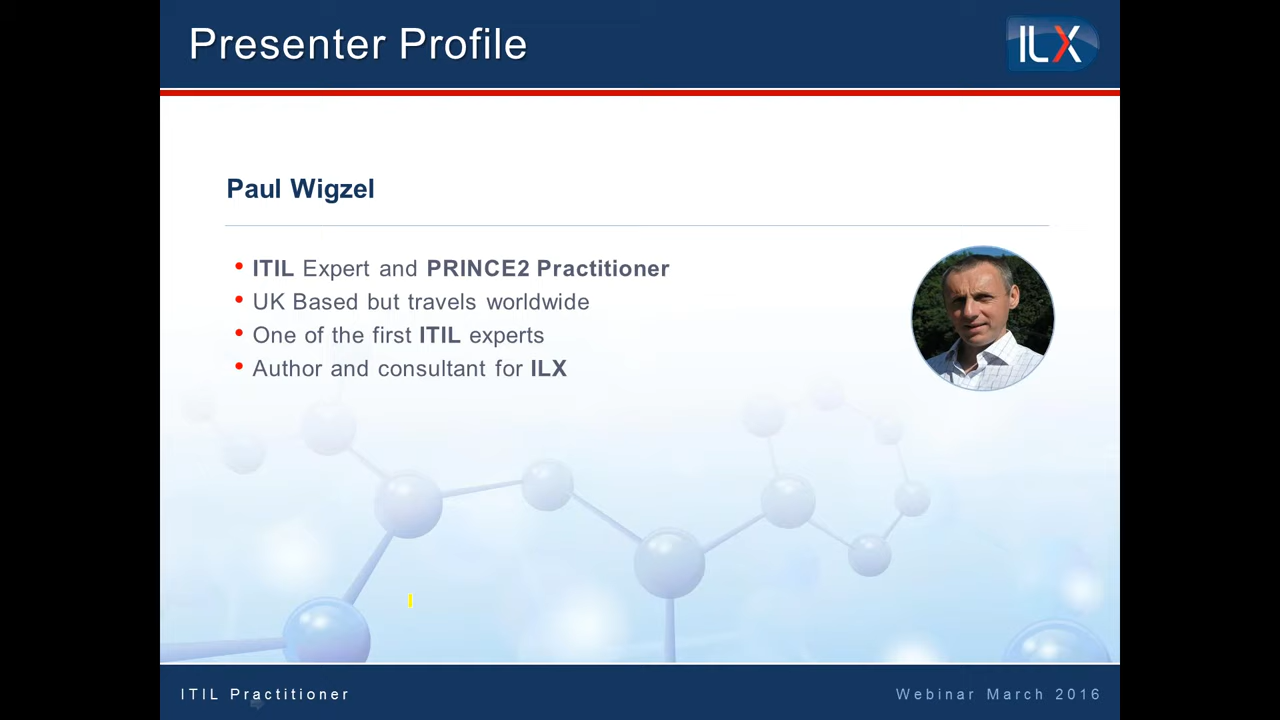 Presenter Profile
ILX
Paul Wigzel
• ITIL Expert and PRINCE2 Practitioner
• UK Based but travels worldwide
• One of the first ITIL experts
• Author and consultant for ILX
ITIL Practitioner
Webinar March 2016